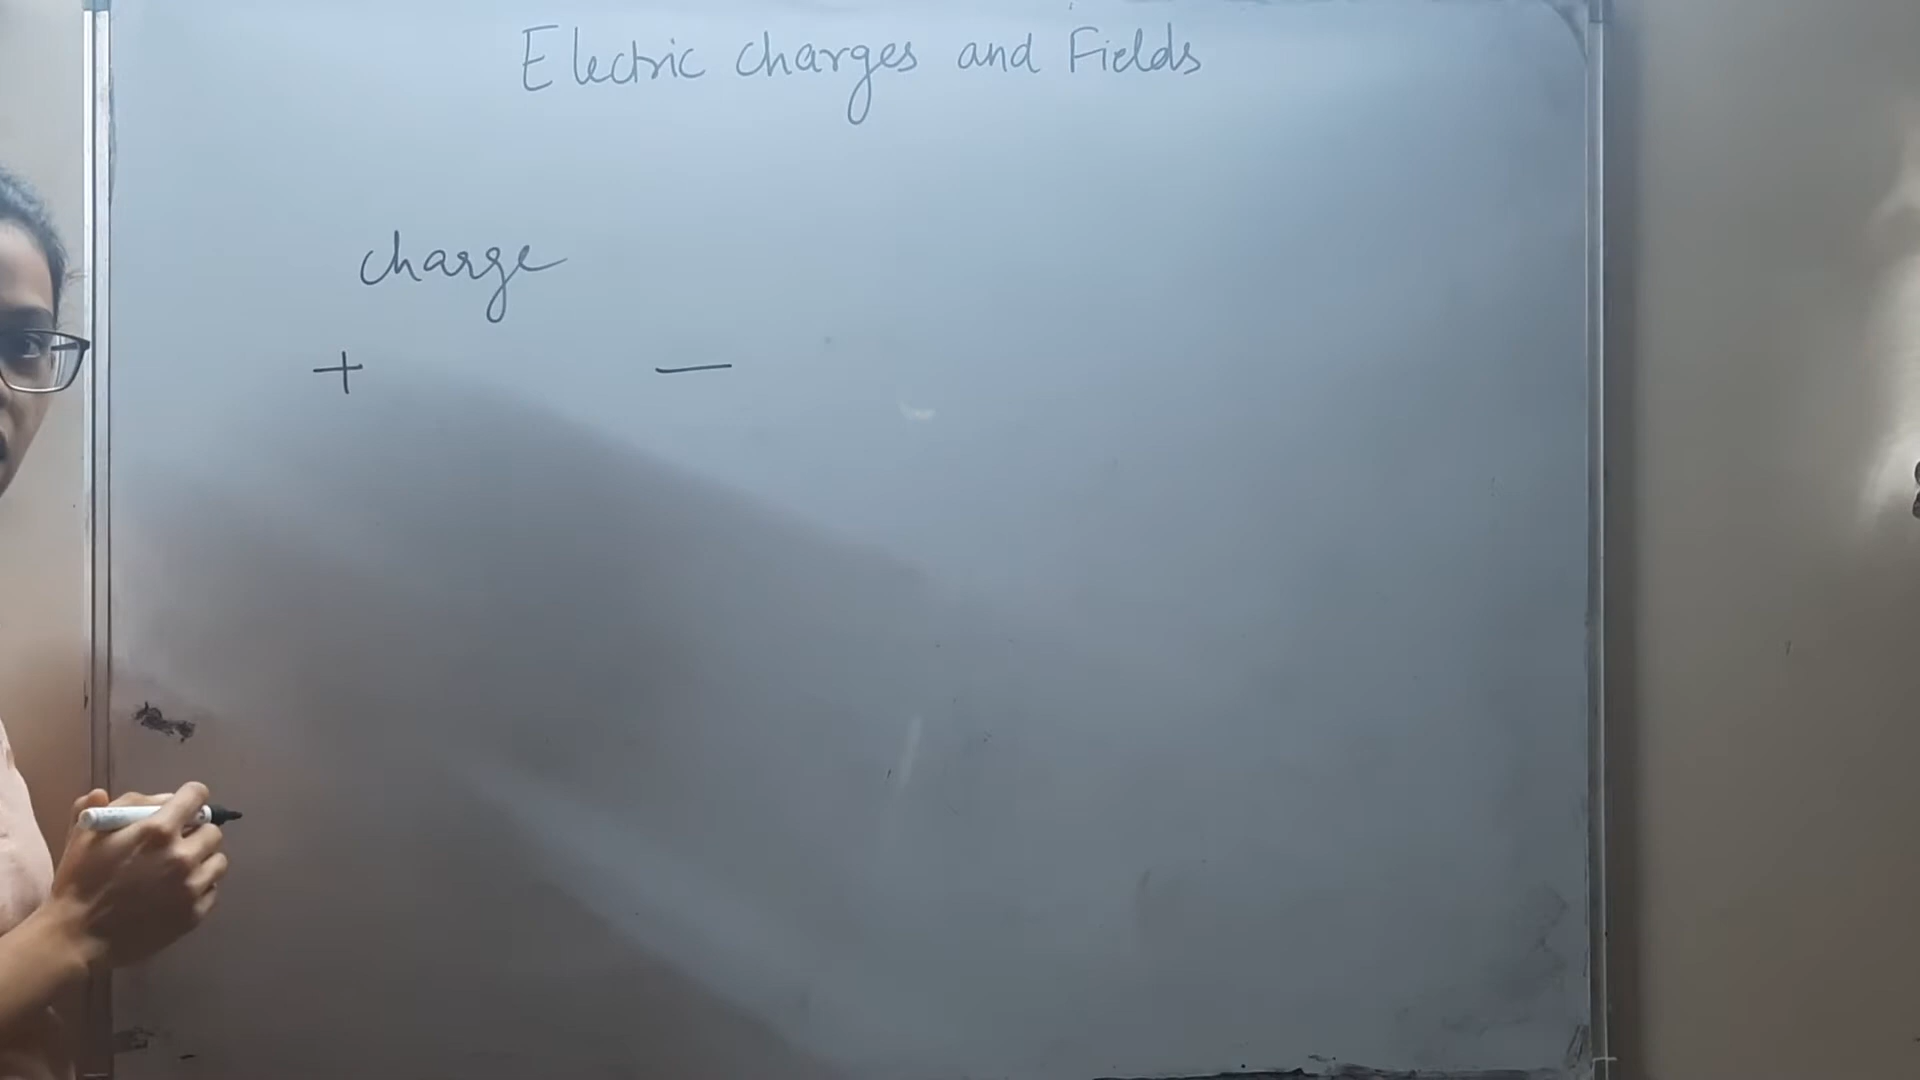 Electric charges and Fields
charge
+ —